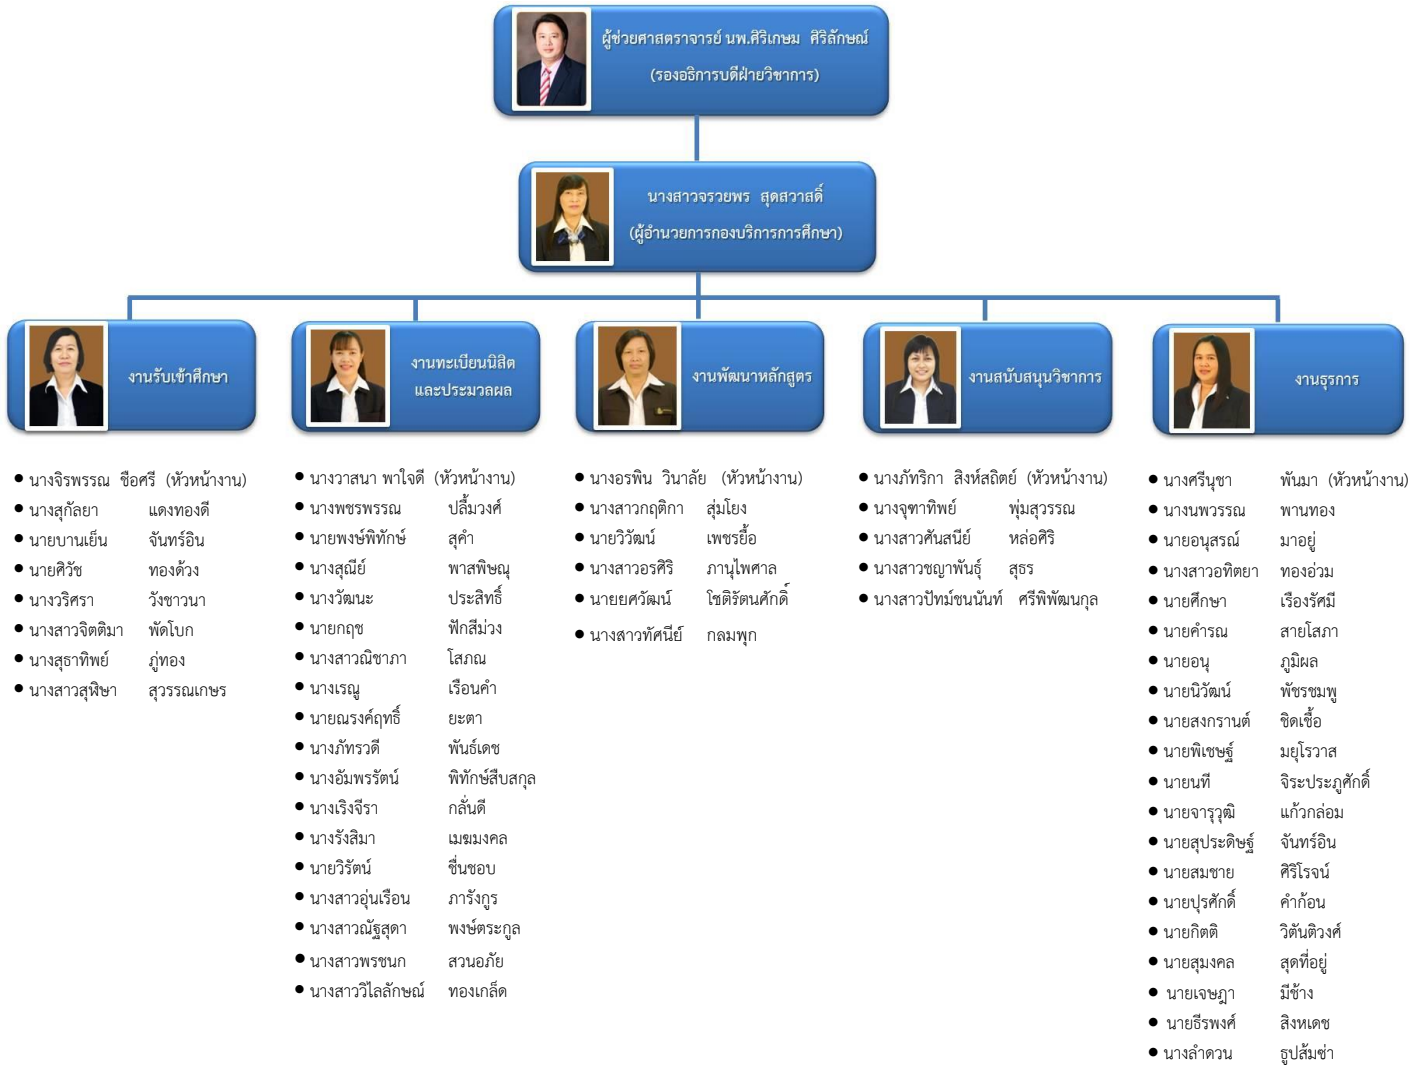 ผู้ช่วยศาสตราจารย์ นพ.ศิริเกษม ศิริลักษณ์
(รองอธิการบดีฝ่ายวิชาการ)
นางสาวจรวยพร สุดสวาสดิ์
(ผู้อำนวยการกองบริการการศึกษา)
งานรับเข้าศึกษา
งานทะเบียนนิสิต
และประมวลผล
งานพัฒนาหลักสูตร
งานสนับสนุนวิชาการ
งานธุรการ
● นางจิรพรรณ ชือศรี (หัวหน้างาน)
● นางสุกัลยา แดงทองดี
● นายบานเย็น จันทร์อิน
● นายศิวัช ทองด้วง
● นางวริศรา วังชาวนา
● นางสาวจิตติมา พัดโบก
● นางสุธาทิพย์ ภู่ทอง
● นางสาวสุฬิษา สุวรรณเกษร
● นางวาสนา พาใจดี (หัวหน้างาน)
● นางพชรพรรณ ปลื้มวงศ์
● นายพงษ์พิทักษ์ สุคำ
● นางสุณีย์ พาสพิษณุ
● นางวัฒนะ ประสิทธิ์
● นายกฤช ฟักสีม่วง
● นางสาวณิชาภา โสภณ
● นางเรณู เรือนคำ
● นายณรงค์ฤทธิ์ ยะตา
● นางภัทรวดี พันธ์เดช
● นางอัมพรรัตน์ พิทักษ์สืบสกุล
● นางเริงจีรา กลั่นดี
● นางรังสิมา เมฆมงคล
● นายวิรัตน์ ชื่นชอบ
● นางสาวอุ่นเรือน ภารังกูร
● นางสาวณัฐสุดา พงษ์ตระกูล
● นางสาวพรชนก สวนอภัย
● นางสาววิไลลักษณ์ ทองเกล็ด
● นางอรพิน วินาลัย (หัวหน้างาน)
● นางสาวกฤติกา สุ่มโยง
● นายวิวัฒน์ เพชรยื้อ
● นางสาวอรศิริ ภานุไพศาล
● นายยศวัฒน์ โชติรัตนศักดิ์
● นางสาวทัศนีย์ กลมพุก
● นางภัทริกา สิงห์สถิตย์ (หัวหน้างาน)
● นางจุฑาทิพย์ พุ่มสุวรรณ
● นางสาวศันสนีย์ หล่อศิริ
● นางสาวชญาพันธุ์ สุธร
● นางสาวปัทม์ชนนันท์ ศรีพิพัฒนกุล
● นางศรีนุชา พันมา (หัวหน้างาน)
● นางนพวรรณ พานทอง
● นายอนุสรณ์ มาอยู่
● นางสาวอทิตยา ทองอ่วม
● นายศึกษา เรืองรัศมี
● นายคำรณ สายโสภา
● นายอนุ ภูมิผล
● นายนิวัฒน์ พัชรชมพู
● นายสงกรานต์ ชิดเชื้อ
● นายพิเชษฐ์ มยุโรวาส
● นายนที จิระประภูศักดิ์
● นายจารุวุฒิ แก้วกล่อม
● นายสุประดิษฐ์ จันทร์อิน
● นายสมชาย ศิริโรจน์
● นายปุรศักดิ์ คำก้อน
● นายกิตติ วิตันติวงศ์
● นายสุมงคล สุดที่อยู่
● นายเจษฎา มีช้าง
● นายธีรพงศ์ สิงหเดช
● นางลำดวน ธูปส้มซ่า